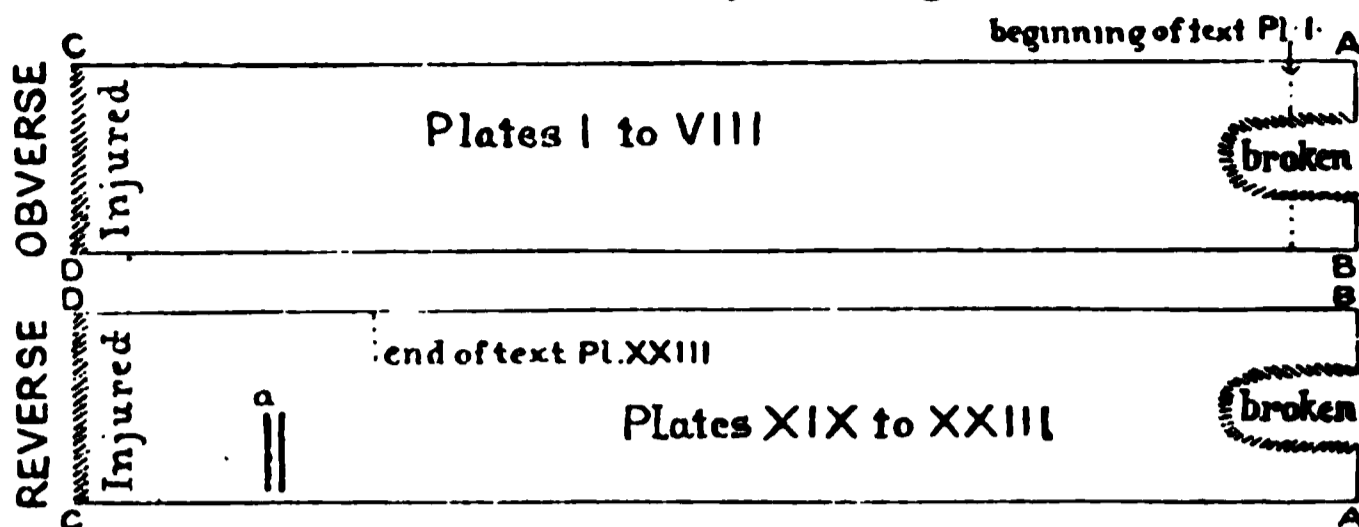 beginning of text Pl. I.
C
A
OBVERSE
Injured
Plates I to VIII
broken
D
B
D
B
REVERSE
Injured
end of text Pl. XXIII
a
Plates XIX to XXIII
broken
C
A